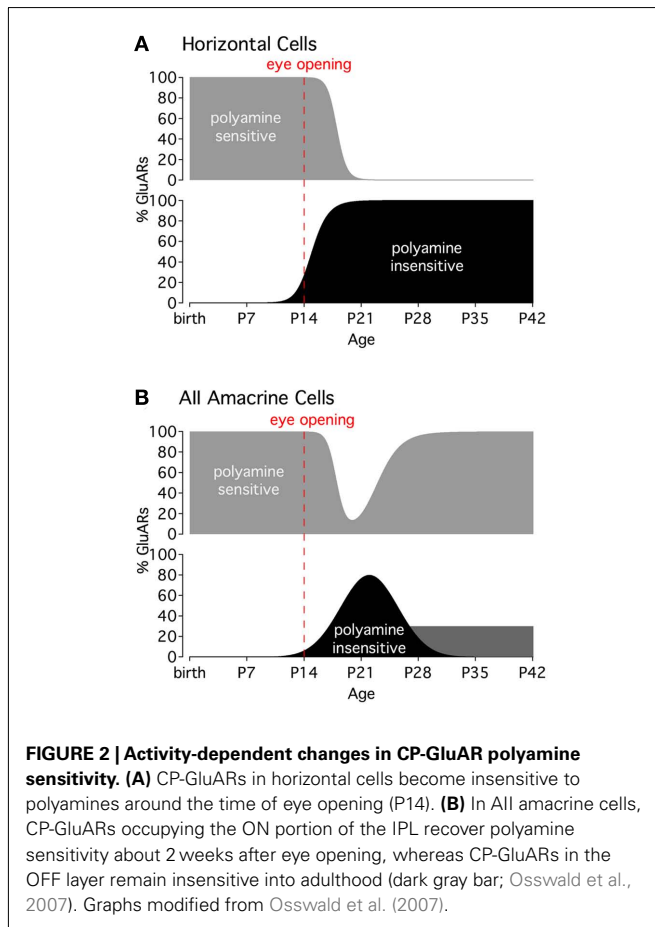 A Horizontal Cells
eye opening
100
80
60
40
20
0
polyamine
sensitive
% GluARs
100
80
60
40
20
0
polyamine
insensitive
birth P7 P14 P21 P28 P35 P42
Age
B AII Amacrine Cells
eye opening
100
80
60
40
20
0
polyamine
sensitive
% GluARs
100
80
60
40
20
0
polyamine
insensitive
birth P7 P14 P21 P28 P35 P42
Age
FIGURE 2 | Activity-dependent changes in CP-GluAR polyamine
sensitivity. (A) CP-GluARs in horizontal cells become insensitive to
polyamines around the time of eye opening (P14). (B) In AII amacrine cells,
CP-GluARs occupying the ON portion of the IPL recover polyamine
sensitivity about 2 weeks after eye opening, whereas CP-GluARs in the
OFF layer remain insensitive into adulthood (dark gray bar; Osswald et al.,
2007). Graphs modified from Osswald et al. (2007).